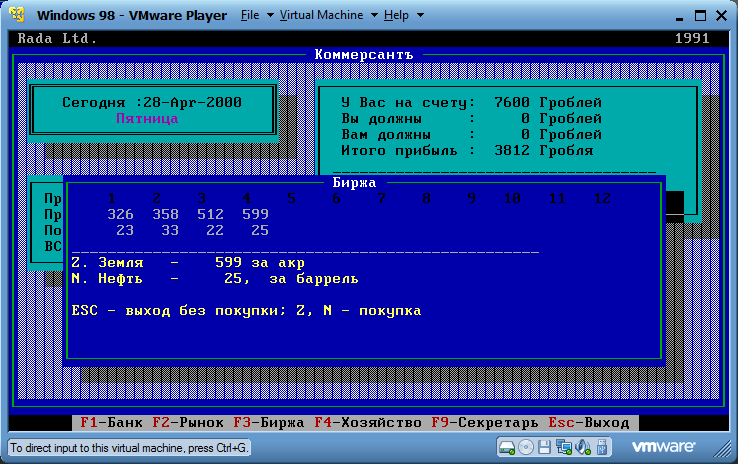 Windows 98 - VMware Player File Virtual Machine Help
Rada Ltd. 1991
Коммерсантъ
Сегодня :28-Apr-2000
Пятница
У Вас на счету: 7600 Гроблей
Вы должны : 0 Гроблей
Вам должны : 0 Гроблей
Итого прибыль : 3812 Гробля
Биржа
Пр
Пр
По
ВС
1 2 3 4 5 6 7 8 9 10 11 12
326 358 512 599
23 33 22 25
Z. Земля - 599 за акр
N. Нефть - 25, за баррель
ESC - выход без покупки; Z, N - покупка
F1-Банк F2-Рынок F3-Биржа F4-Хозяйство F9-Секретарь Esc-Выход
To direct input to this virtual machine, press Ctrl+G.
vmware